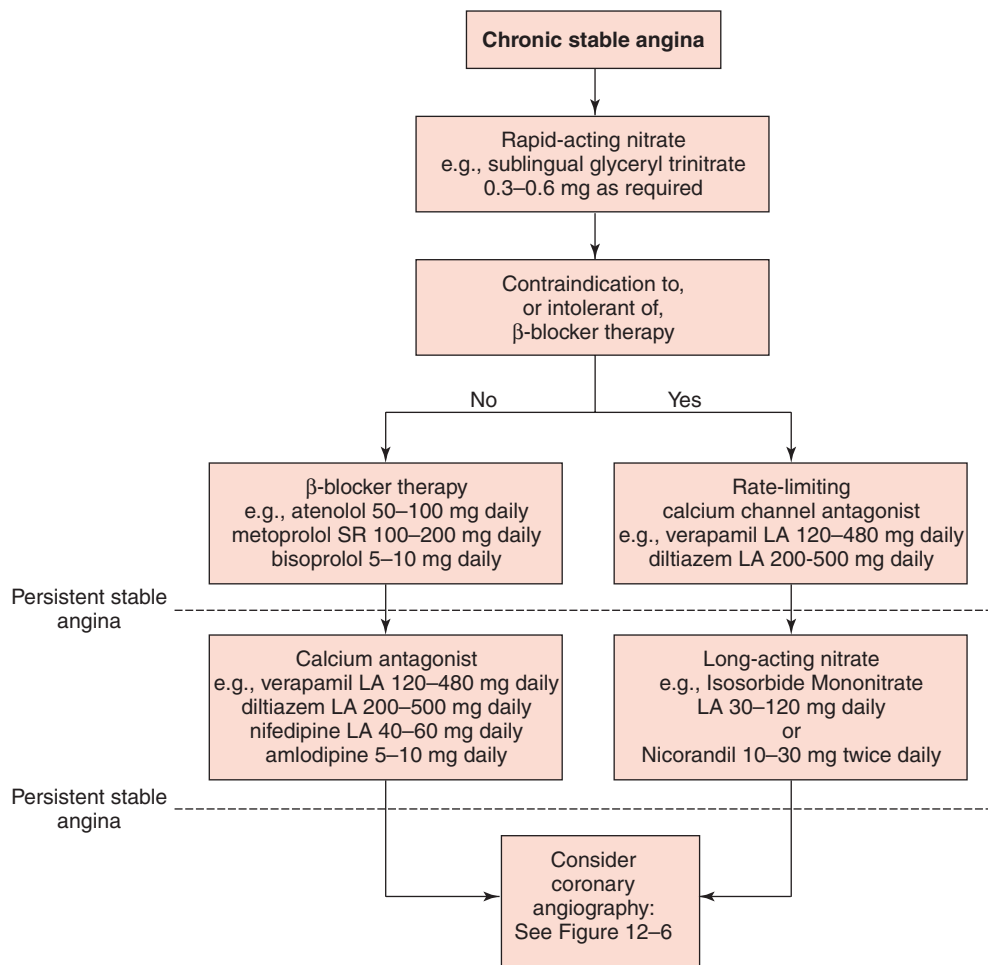 Chronic stable angina
Rapid-acting nitrate
e.g., sublingual glyceryl trinitrate
0.3–0.6 mg as required
Contraindication to,
or intolerant of,
β-blocker therapy
No
Yes
β-blocker therapy
e.g., atenolol 50–100 mg daily
metoprolol SR 100–200 mg daily
bisoprolol 5–10 mg daily
Rate-limiting
calcium channel antagonist
e.g., verapamil LA 120–480 mg daily
diltiazem LA 200-500 mg daily
Persistent stable
angina
Calcium antagonist
e.g., verapamil LA 120–480 mg daily
diltiazem LA 200–500 mg daily
nifedipine LA 40–60 mg daily
amlodipine 5–10 mg daily
Long-acting nitrate
e.g., Isosorbide Mononitrate
LA 30–120 mg daily
or
Nicorandil 10–30 mg twice daily
Persistent stable
angina
Consider
coronary
angiography:
See Figure 12–6